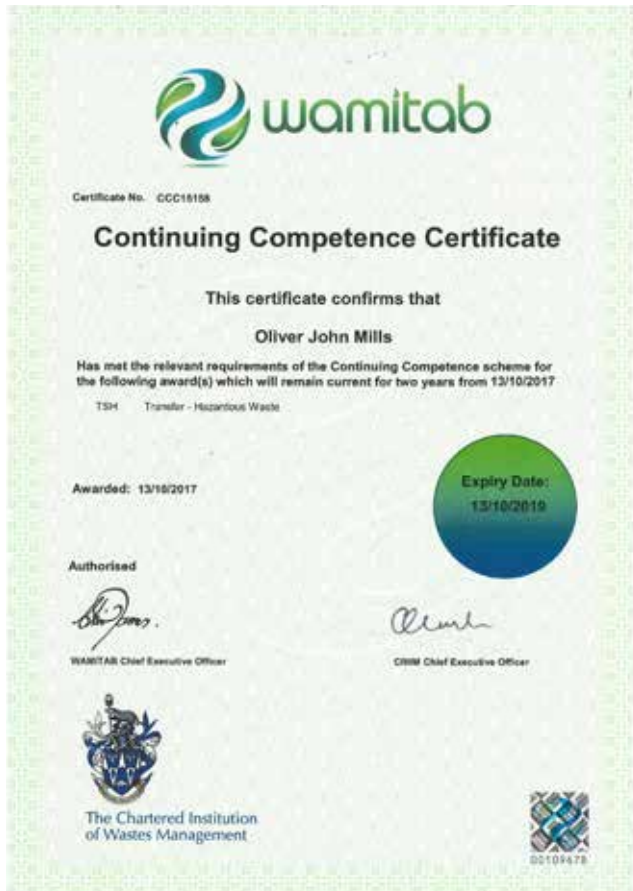 wamitab
Certificate No. CCC15158
Continuing Competence Certificate
This certificate confirms that
Oliver John Mills
Has met the relevant requirements of the Continuing Competence scheme for
the following award(s) which will remain current for two years from 13/10/2017
TSH Transfer - Hazardous Waste
Awarded: 13/10/2017
Expiry Date:
13/10/2019
Authorised
WAMITAB Chief Executive Officer
CIWM Chief Executive Officer
The Chartered Institution
of Wastes Management
00109678